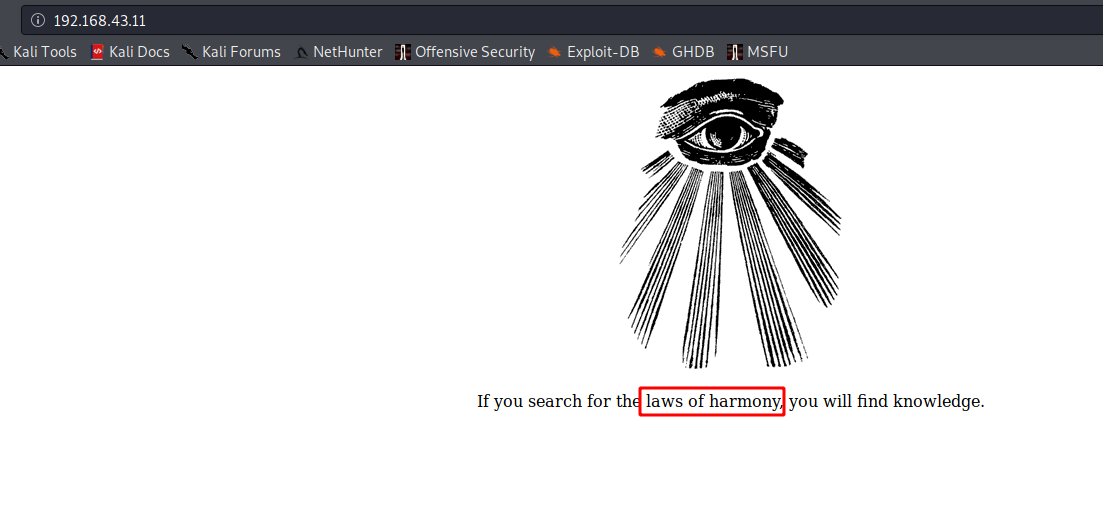 192.168.43.11
Kali Tools Kali Docs Kali Forums NetHunter Offensive Security Exploit-DB GHDB MSFU
If you search for the laws of harmony, you will find knowledge.